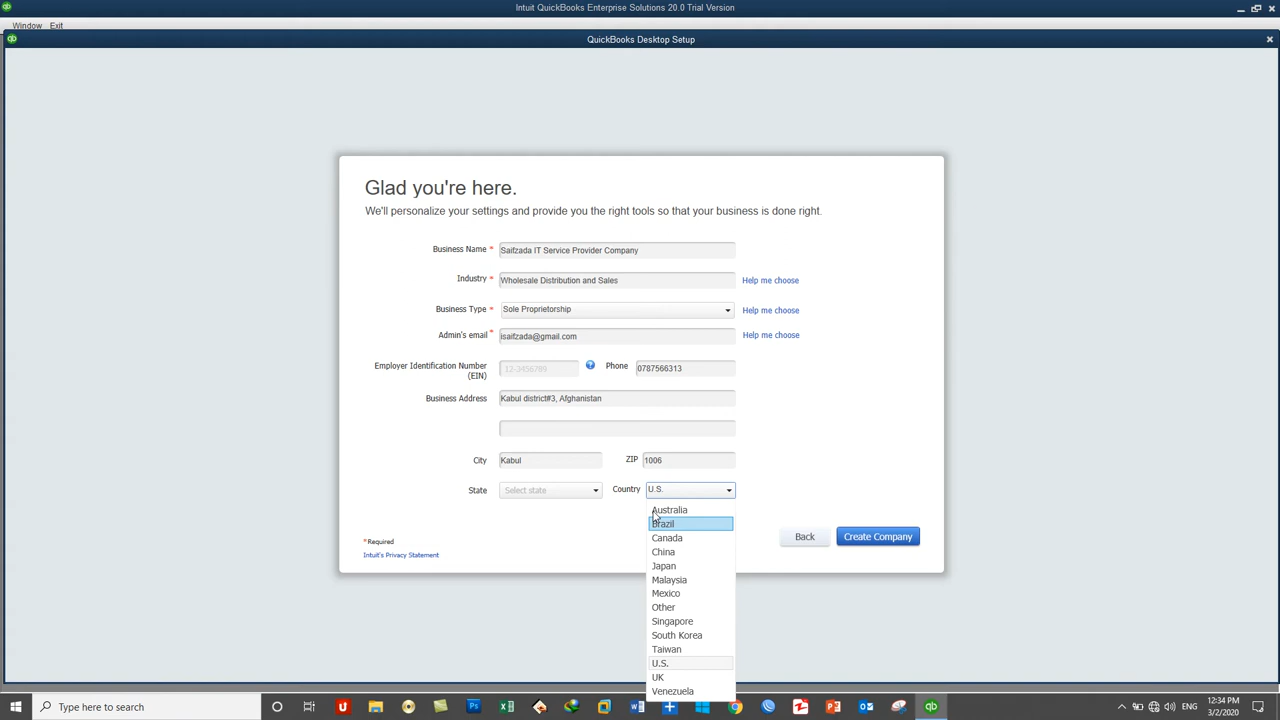 Intuit QuickBooks Enterprise Solutions 20.0 Trial Version
Window Exit
QuickBooks Desktop Setup
Glad you're here.
We'll personalize your settings and provide you the right tools so that your business is done right.
Business Name * Saifzada IT Service Provider Company
Industry * Wholesale Distribution and Sales Help me choose
Business Type * Sole Proprietorship Help me choose
Admin's email * isaifzada@gmail.com Help me choose
Employer Identification Number (EIN) 12-3456789 ? Phone 0787566313
Business Address Kabul district#3, Afghanistan
City Kabul ZIP 1006
State Select state Country U.S.
Australia
Brazil
Canada
China
Japan
Malaysia
Mexico
Other
Singapore
South Korea
Taiwan
U.S.
UK
Venezuela
*Required
Intuit's Privacy Statement
Back Create Company
Type here to search
12:34 PM
3/2/2020